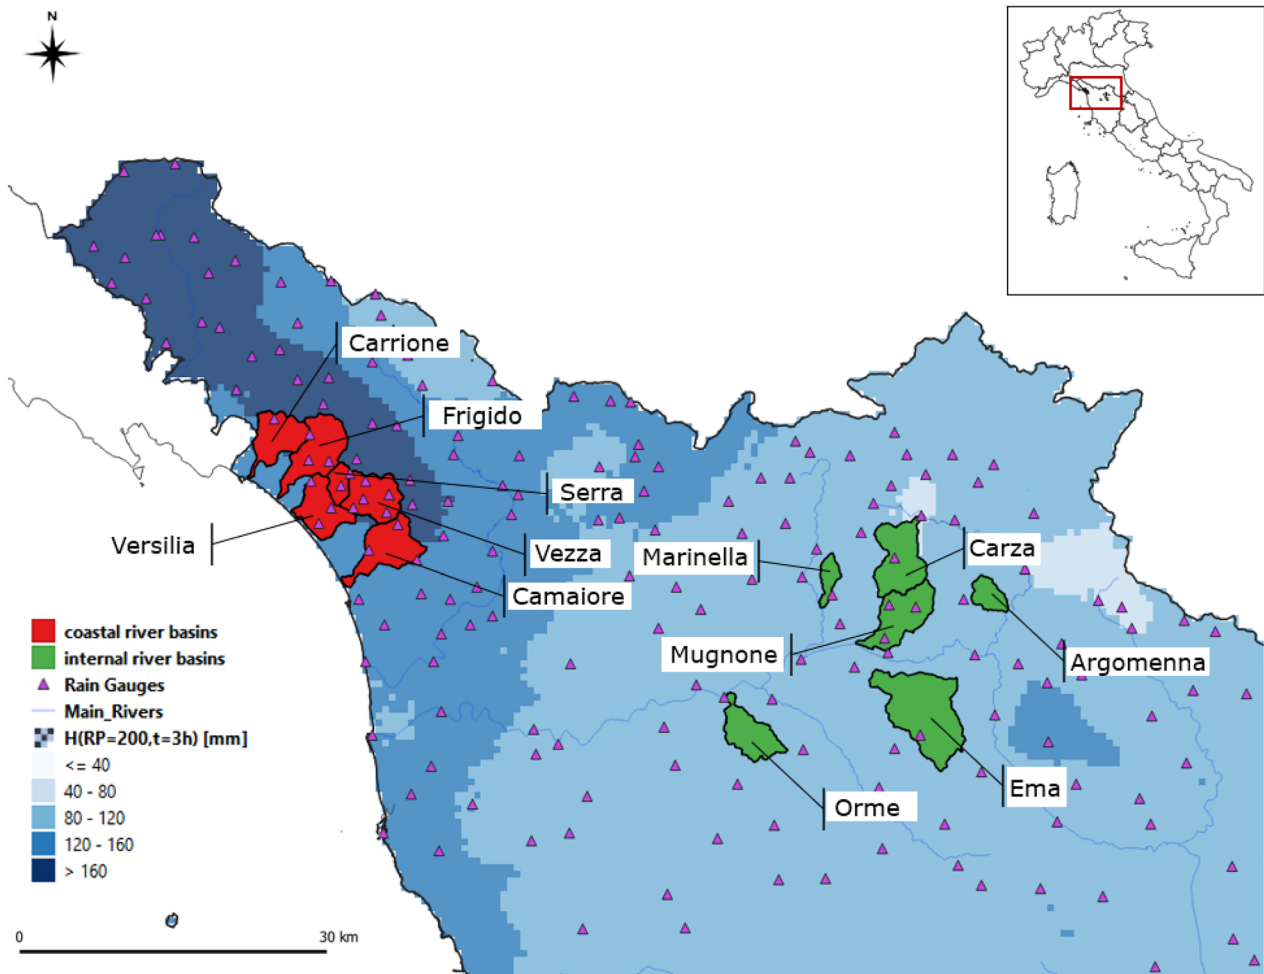 N
Carrione
Frigido
Serra
Versilia
Vezza
Marinella
Carza
Camaiore
Mugnone
Argomenna
Ema
Orme
coastal river basins
internal river basins
Rain Gauges
Main_Rivers
H(RP=200,t=3h) [mm]
<= 40
40 - 80
80 - 120
120 - 160
> 160
0 30 km